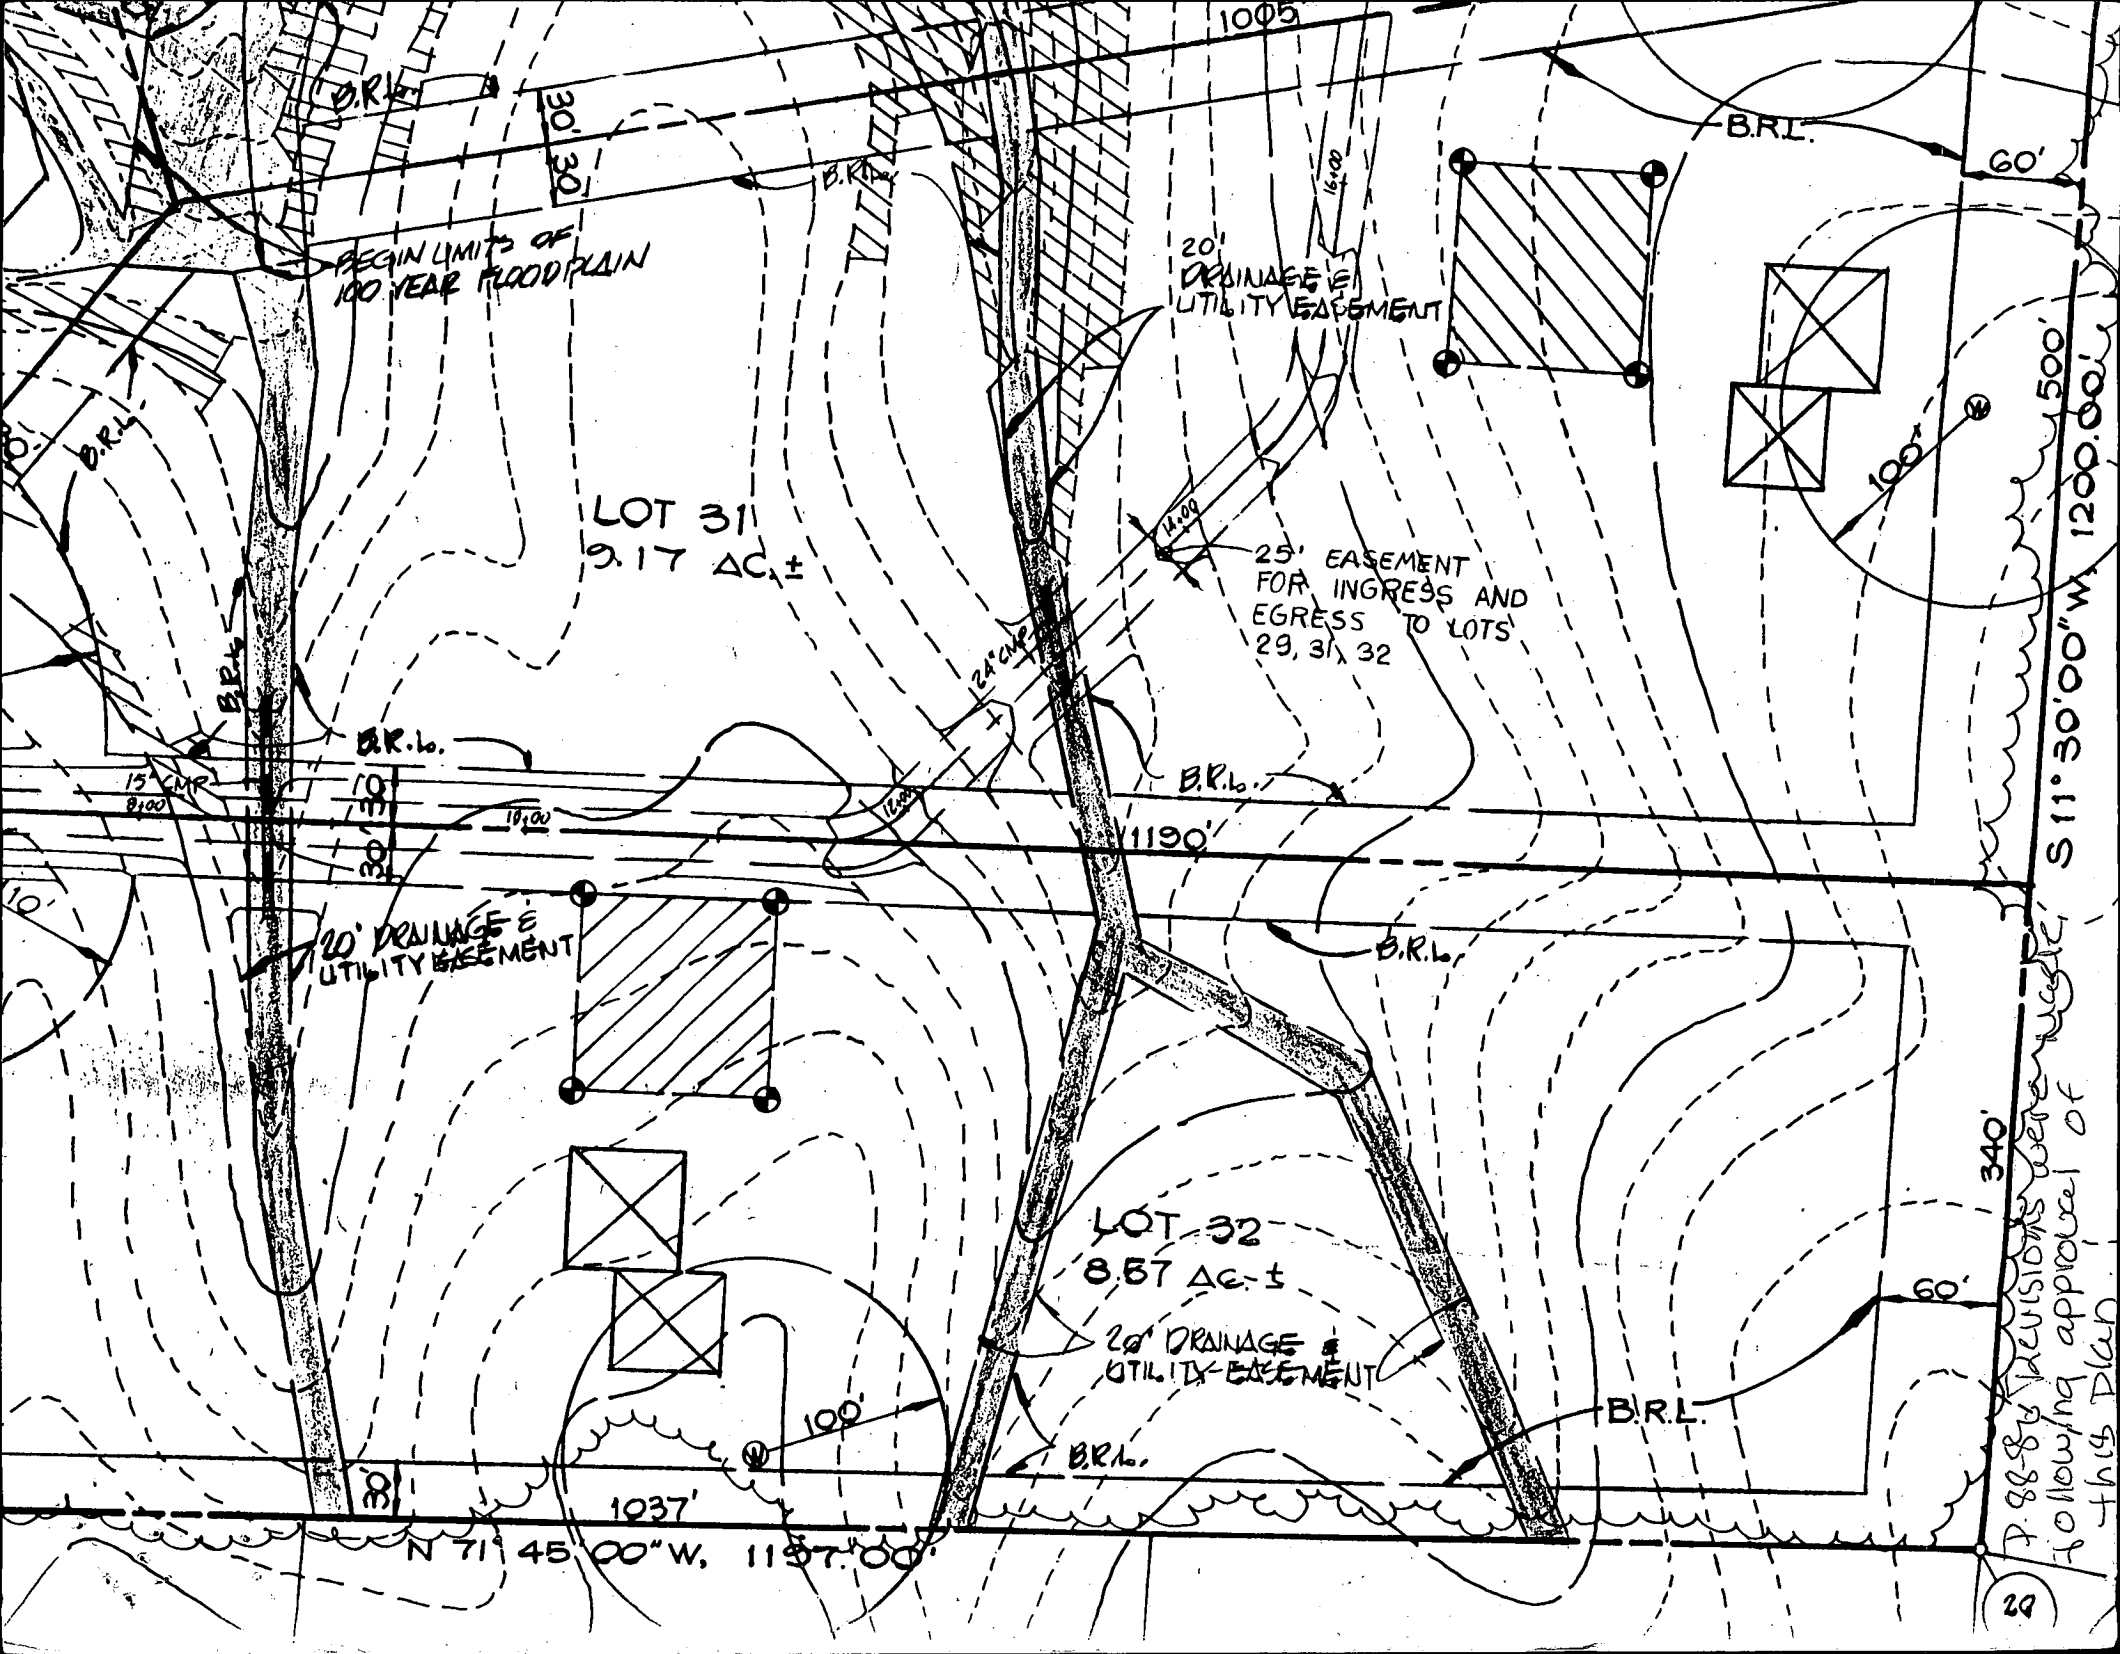 1005
B.R.L.
30'
30'
B.R.L.
B.R.L.
60'
16+00
BEGIN LIMITS OF
100 YEAR FLOODPLAIN
20'
DRAINAGE &
UTILITY EASEMENT
B.R.L.
500'
S 11° 30' 00" W, 1200.00'
100'
W
LOT 31
9.17 AC. ±
14+00
25' EASEMENT
FOR INGRESS AND
EGRESS TO LOTS
29, 31, 32
24" CMP
B.R.L.
B.R.L.
B.R.L.
15" CMP
8+00
30'
30'
10+00
12+00
1190'
10'
20' DRAINAGE &
UTILITY EASEMENT
B.R.L.
LOT 32
8.57 AC. ±
20' DRAINAGE &
UTILITY EASEMENT
60'
340'
B.R.L.
B.R.L.
100'
W
30'
1037'
N 71° 45' 00" W, 1197.00'
Revisions were made
following approval of
this plan.